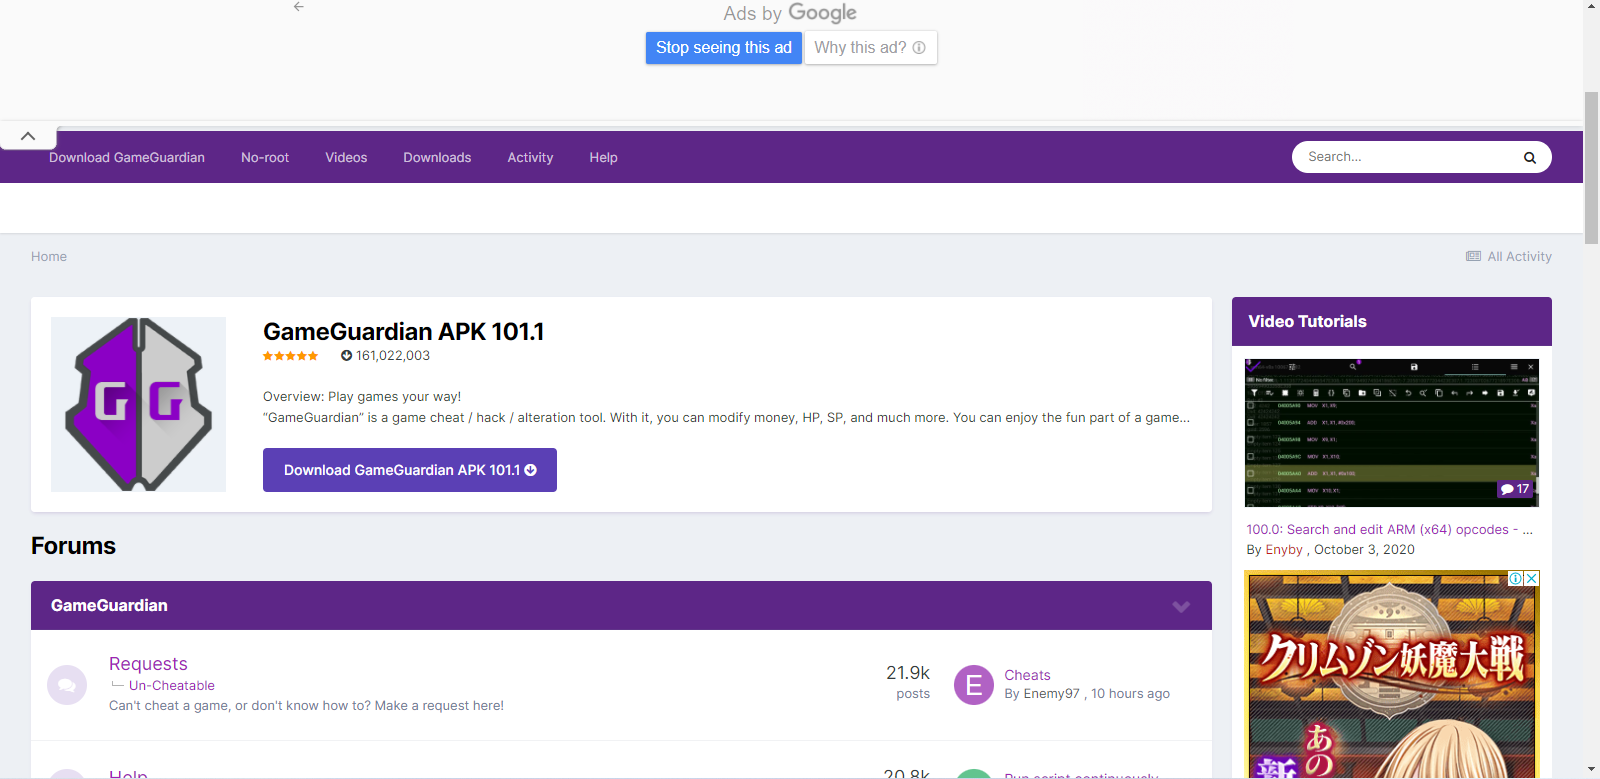 Ads by Google
Stop seeing this ad
Why this ad?
Download GameGuardian No-root Videos Downloads Activity Help
Search...
Home
All Activity
GameGuardian APK 101.1
161,022,003
Overview: Play games your way!
“GameGuardian” is a game cheat / hack / alteration tool. With it, you can modify money, HP, SP, and much more. You can enjoy the fun part of a game...
Download GameGuardian APK 101.1
Forums
GameGuardian
Requests
Un-Cheatable
Can't cheat a game, or don't know how to? Make a request here!
21.9k
posts
E
Cheats
By Enemy97 , 10 hours ago
Help
20.8k
Run script continuously
Video Tutorials
17
100.0: Search and edit ARM (x64) opcodes - ...
By Enyby , October 3, 2020
クリムゾン妖魔大戦
あの
新